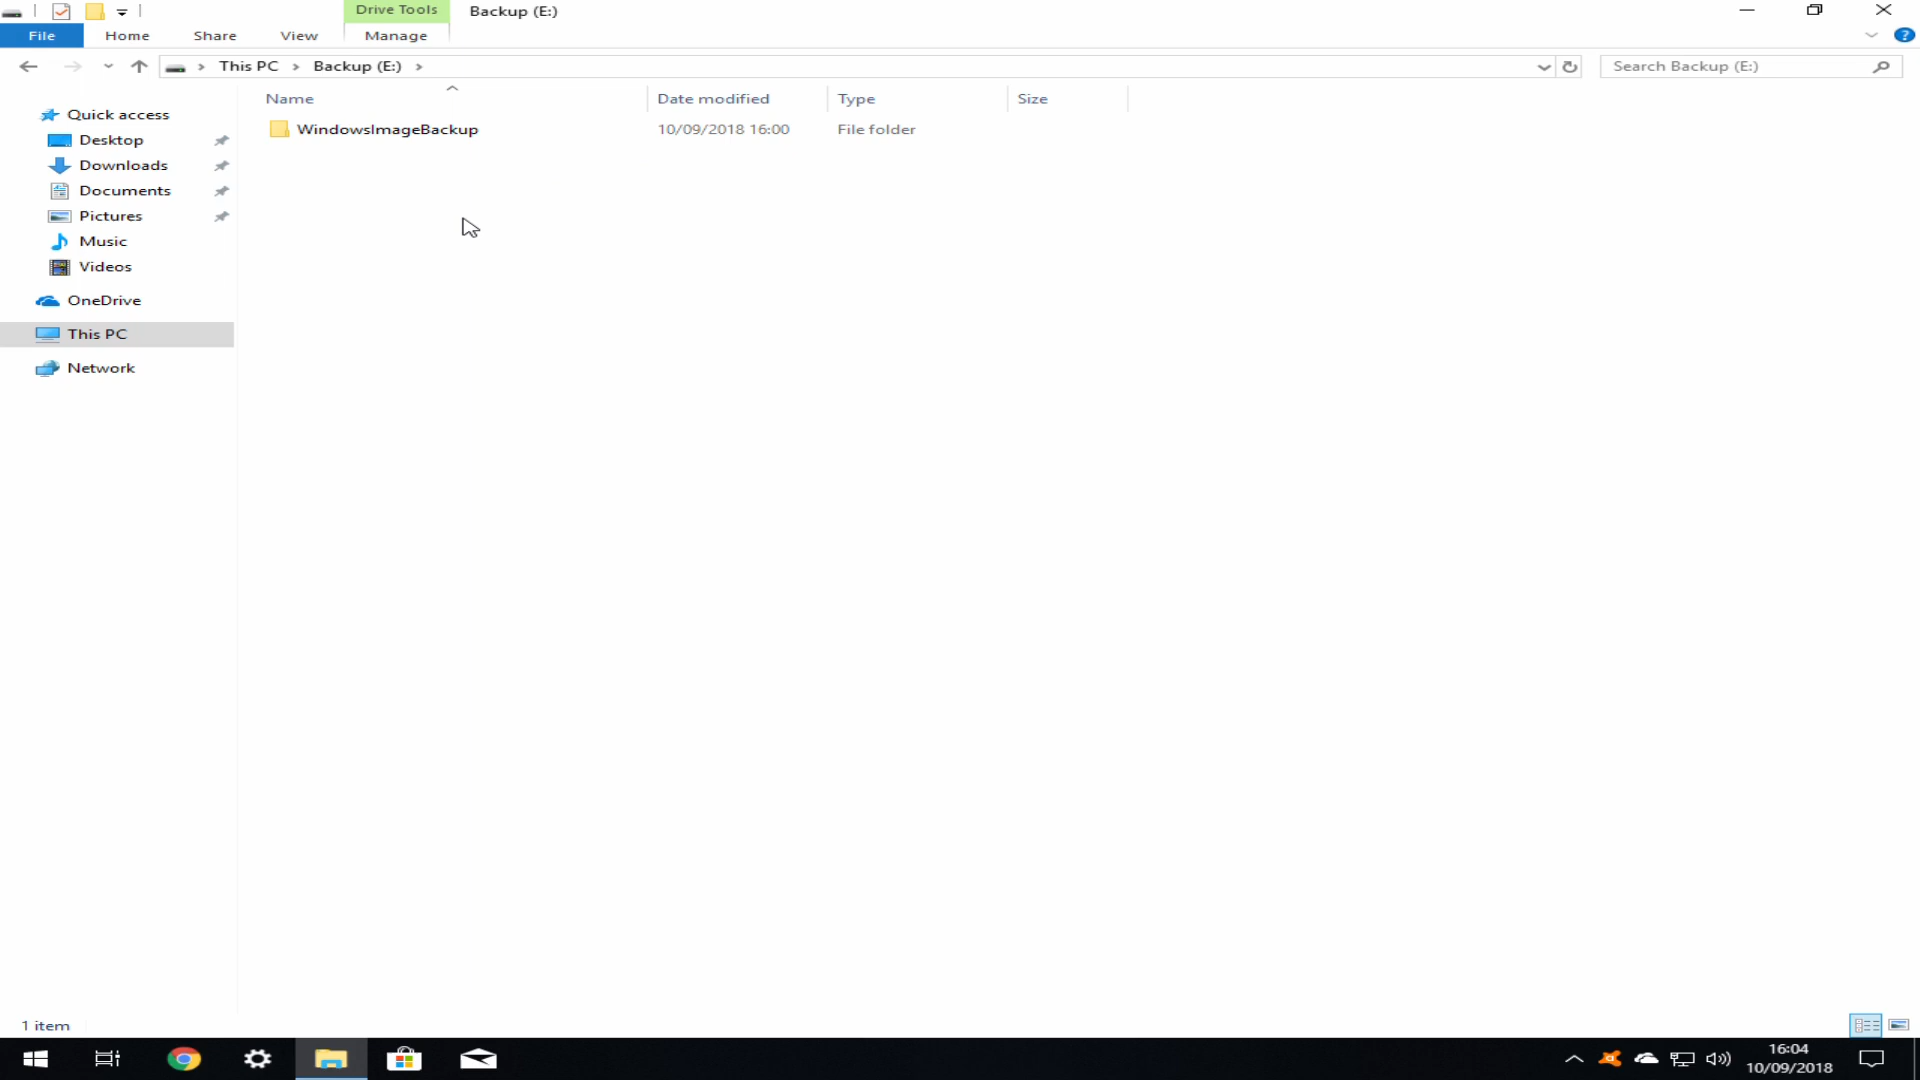 Drive Tools Backup (E:)
File Home Share View Manage
This PC Backup (E:) Search Backup (E:)
Name Date modified Type Size
WindowsImageBackup 10/09/2018 16:00 File folder
Quick access
Desktop
Downloads
Documents
Pictures
Music
Videos
OneDrive
This PC
Network
1 item
16:04
10/09/2018